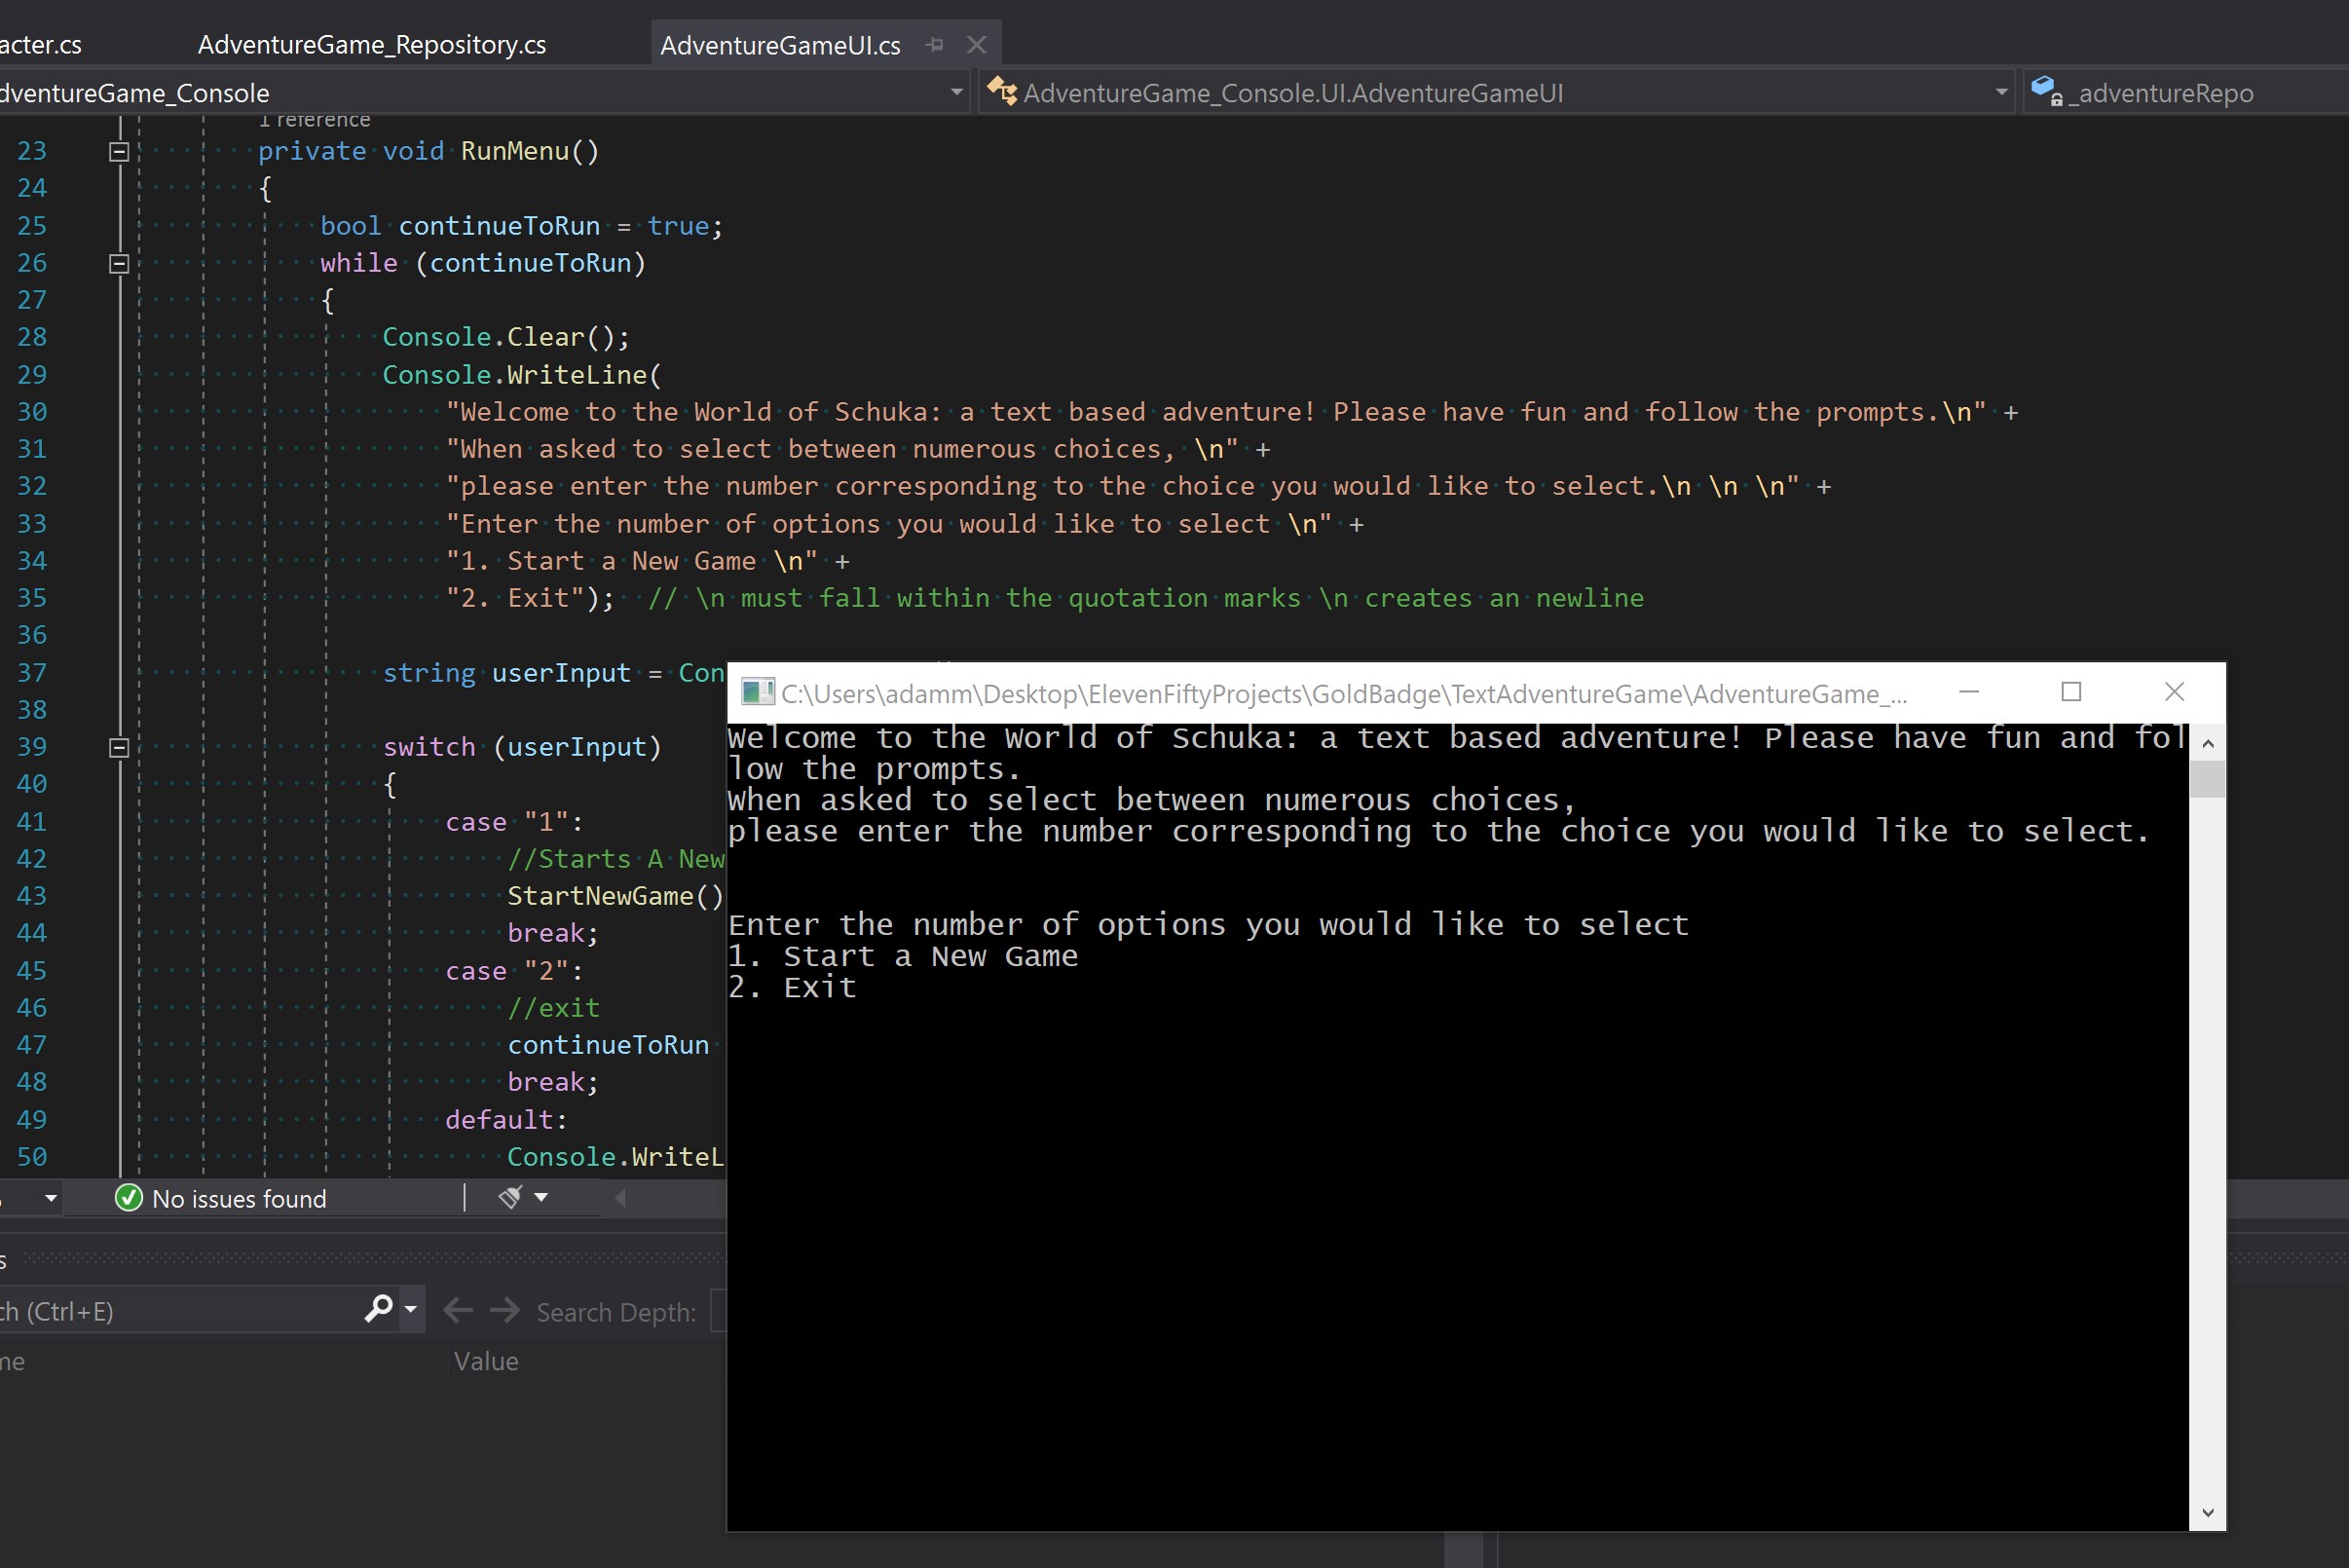 acter.cs AdventureGame_Repository.cs AdventureGameUI.cs
dventureGame_Console AdventureGame_Console.UI.AdventureGameUI _adventureRepo
1 reference
23 private void RunMenu()
24 {
25 bool continueToRun = true;
26 while (continueToRun)
27 {
28 Console.Clear();
29 Console.WriteLine(
30 "Welcome to the World of Schuka: a text based adventure! Please have fun and follow the prompts.\n" +
31 "When asked to select between numerous choices, \n" +
32 "please enter the number corresponding to the choice you would like to select.\n \n \n" +
33 "Enter the number of options you would like to select \n" +
34 "1. Start a New Game \n" +
35 "2. Exit"); // \n must fall within the quotation marks \n creates an newline
36
37 string userInput = Con
38
39 switch (userInput)
40 {
41 case "1":
42 //Starts A New
43 StartNewGame()
44 break;
45 case "2":
46 //exit
47 continueToRun
48 break;
49 default:
50 Console.WriteL
C:\Users\adamm\Desktop\ElevenFiftyProjects\GoldBadge\TextAdventureGame\AdventureGame_...
Welcome to the World of Schuka: a text based adventure! Please have fun and fol
low the prompts.
When asked to select between numerous choices,
please enter the number corresponding to the choice you would like to select.
Enter the number of options you would like to select
1. Start a New Game
2. Exit
No issues found
s
ch (Ctrl+E) Search Depth:
me Value